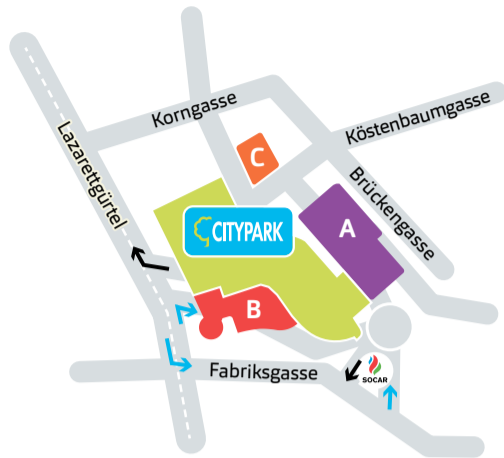 Korngasse
Köstenbaumgasse
Lazarettgürtel
C
Brückengasse
CITYPARK
A
B
Fabriksgasse
SOCAR